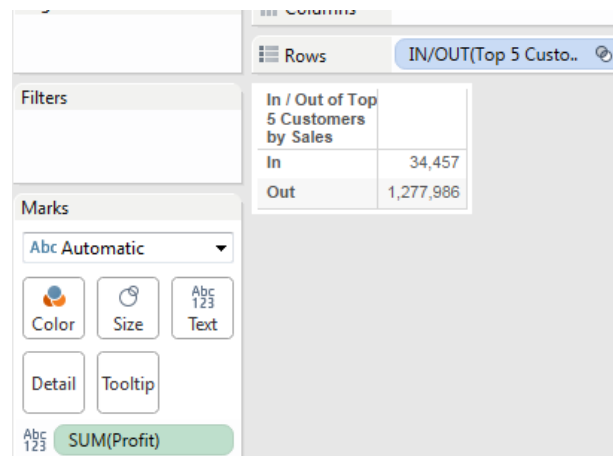 Columns
Rows
IN/OUT(Top 5 Custo..
Filters
In / Out of Top
5 Customers
by Sales
In 34,457
Out 1,277,986
Marks
Abc Automatic
Color
Size
Abc
123
Text
Detail
Tooltip
Abc
123
SUM(Profit)